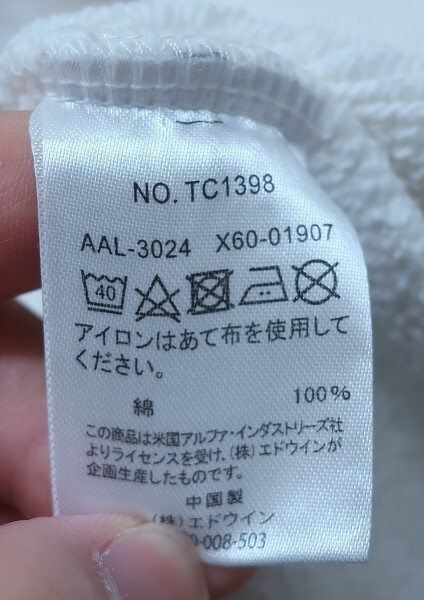 NO. TC1398
AAL-3024 X60-01907
40
アイロンはあて布を使用して
ください。
綿 100%
この商品は米国アルファ・インダストリーズ社
よりライセンスを受け、(株)エドウインが
企画生産したものです。
中国製
(株)エドウイン
0-008-503